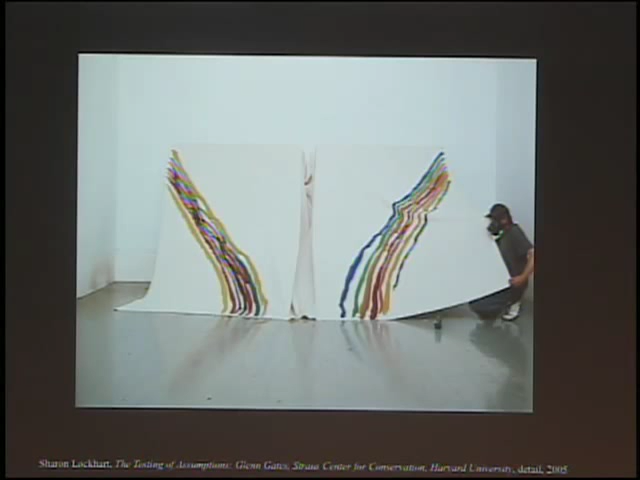 Sharon Lockhart, The Testing of Assumptions: Glenn Gates, Straus Center for Conservation, Harvard University, detail, 2005